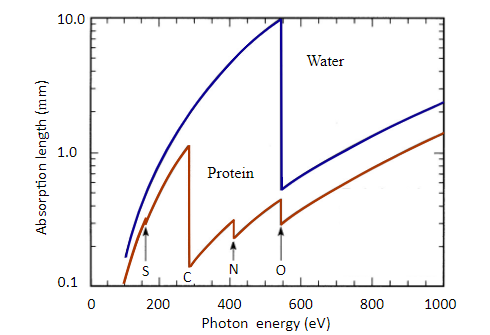 10.0
1.0
0.1
Absorption length (mm)
Water
Protein
S
C
N
O
0
200
400
600
800
1000
Photon energy (eV)